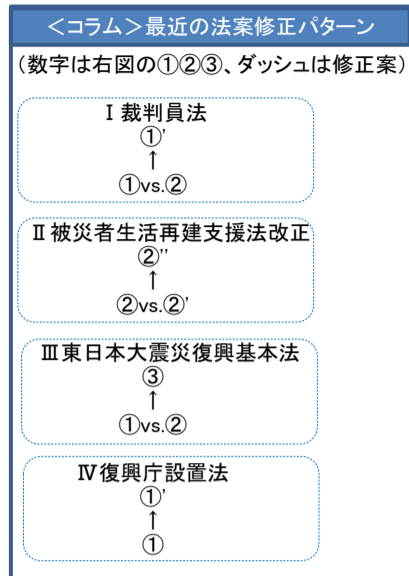 ＜コラム＞最近の法案修正パターン
(数字は右図の①②③、ダッシュは修正案)
Ⅰ 裁判員法
①’
↑
①vs.②
Ⅱ 被災者生活再建支援法改正
②’’
↑
②vs.②’
Ⅲ東日本大震災復興基本法
③
↑
①vs.②
Ⅳ復興庁設置法
①’
↑
①